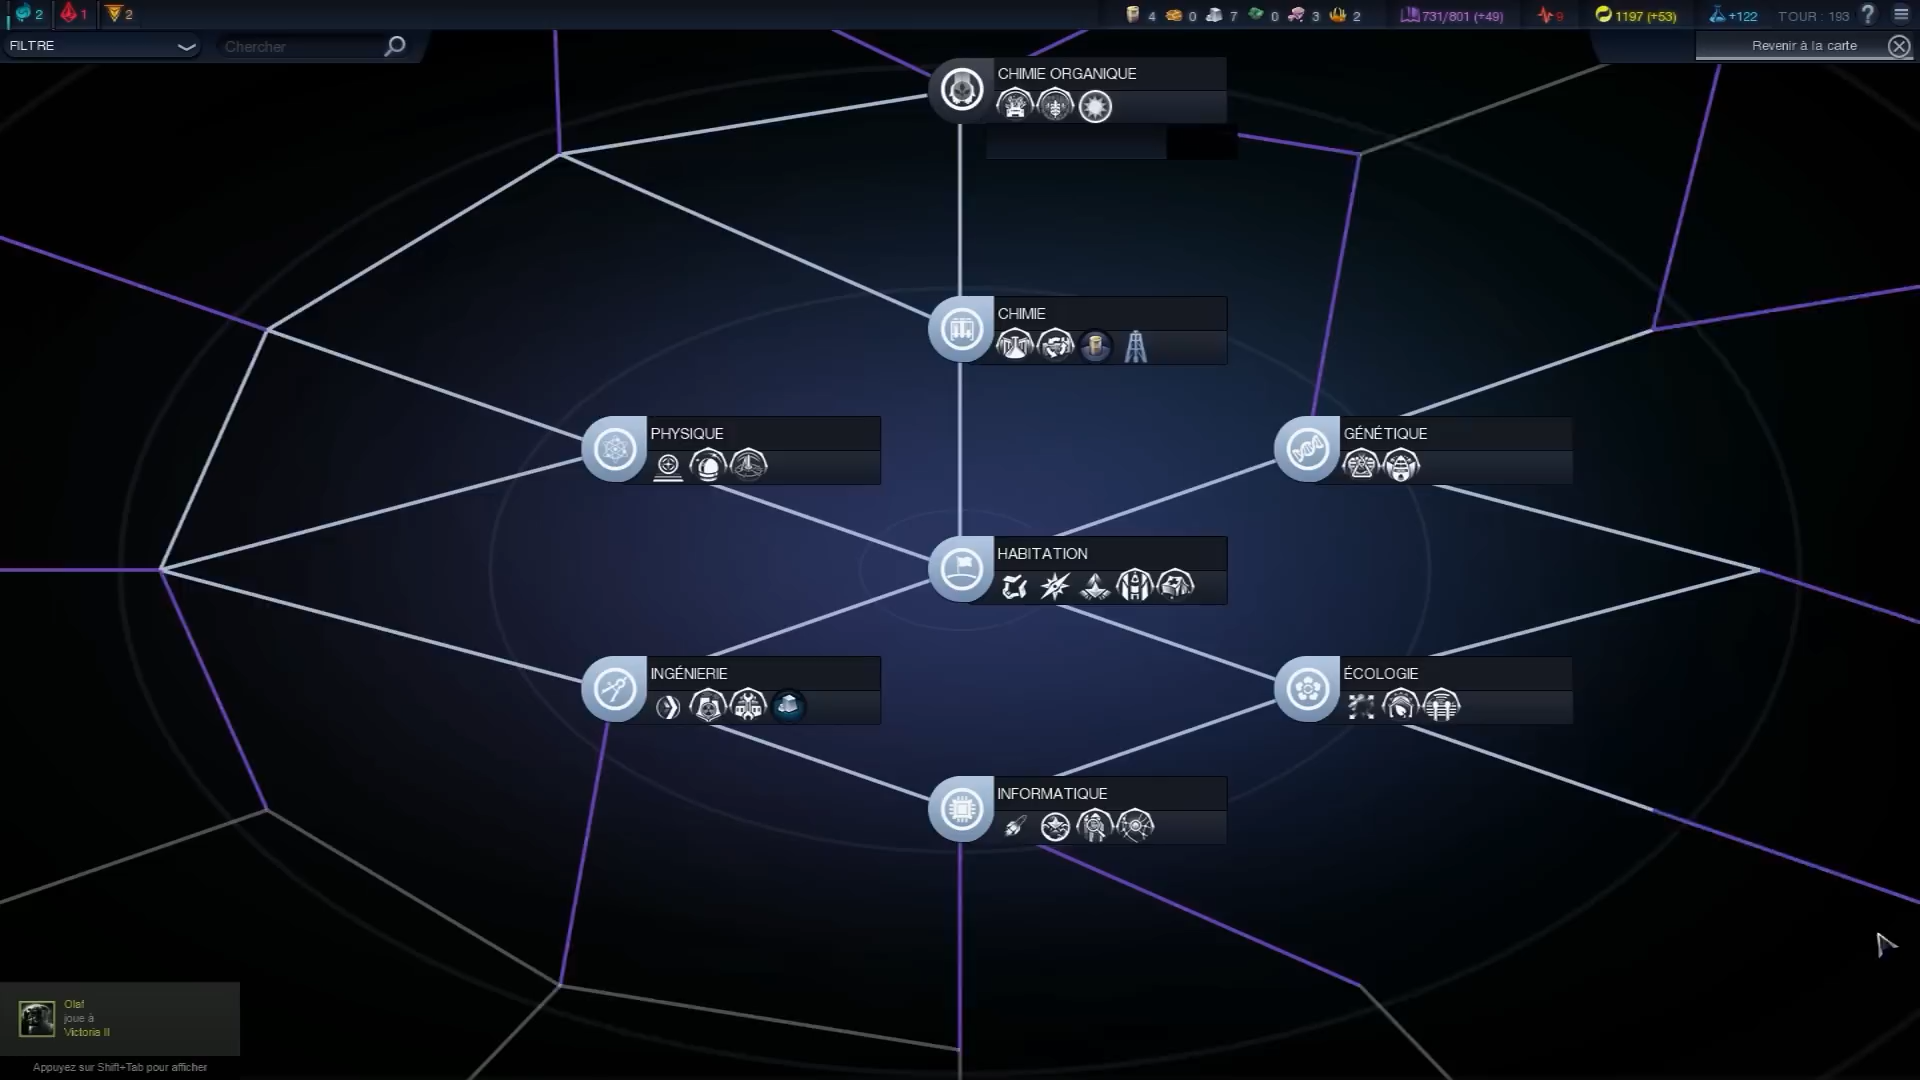 2 1 2 4 0 7 0 3 2 731/801 (+49) 9 1197 (+53) +122 TOUR : 193 ?
FILTRE Chercher Revenir à la carte
CHIMIE ORGANIQUE
CHIMIE
PHYSIQUE
GÉNÉTIQUE
HABITATION
INGÉNIERIE
ÉCOLOGIE
INFORMATIQUE
Olaf
joue à
Victoria II
Appuyez sur Shift+Tab pour afficher